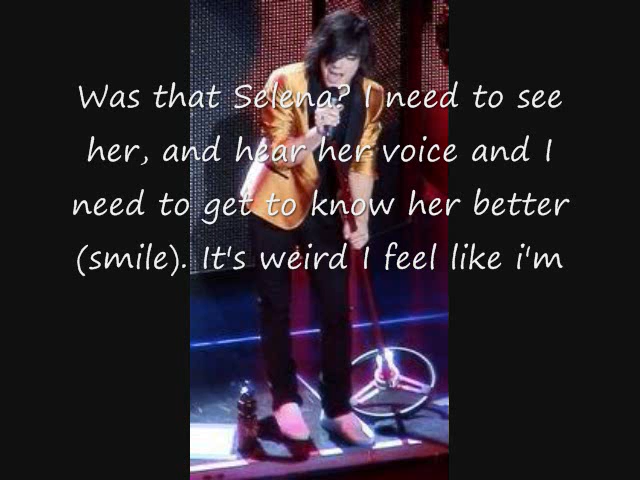 Was that Selena? I need to see
her, and hear her voice and I
need to get to know her better
(smile). It's weird I feel like i'm